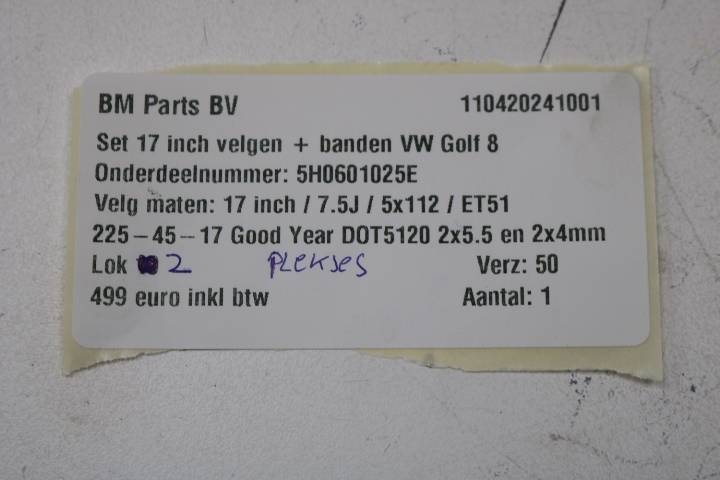 BM Parts BV 110420241001
Set 17 inch velgen + banden VW Golf 8
Onderdeelnummer: 5H0601025E
Velg maten: 17 inch / 7.5J / 5x112 / ET51
225-45-17 Good Year DOT5120 2x5.5 en 2x4mm
Lok 2 PLEKJES Verz: 50
499 euro inkl btw Aantal: 1